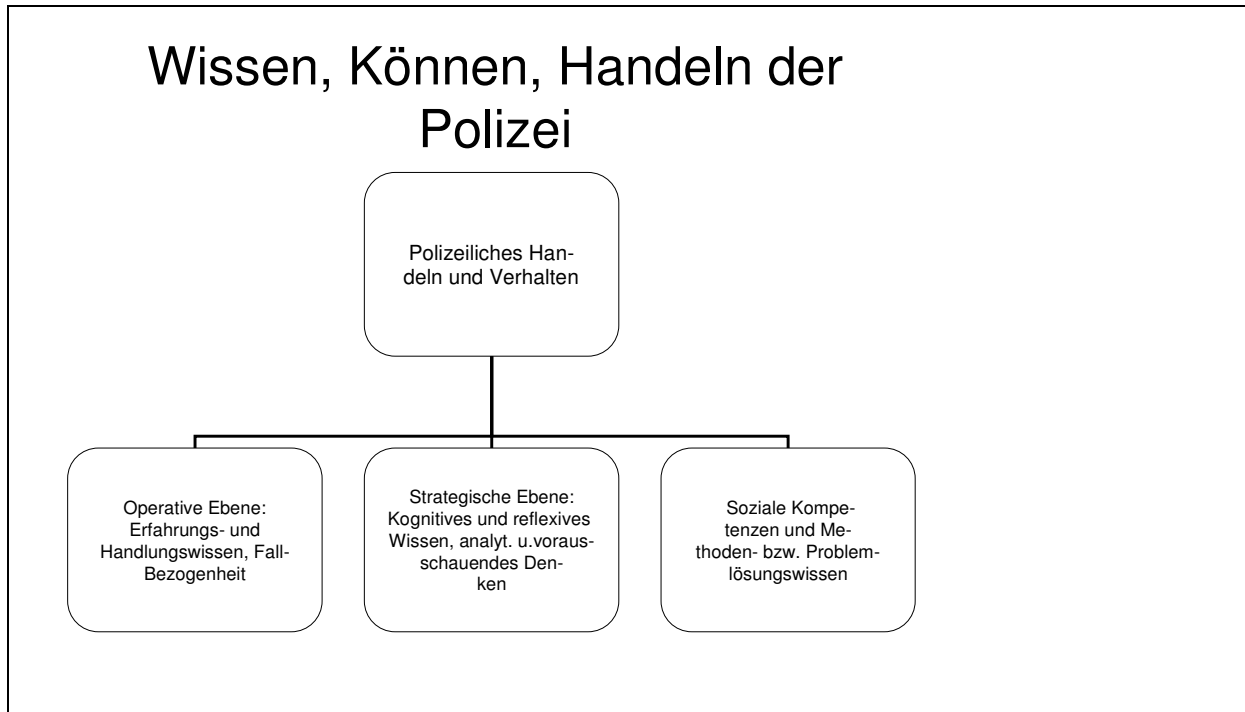 Wissen, Können, Handeln der
Polizei
Polizeiliches Han-
deln und Verhalten
Operative Ebene:
Erfahrungs- und
Handlungswissen, Fall-
Bezogenheit
Strategische Ebene:
Kognitives und reflexives
Wissen, analyt. u.voraus-
schauendes Den-
ken
Soziale Kompe-
tenzen und Me-
thoden- bzw. Problem-
lösungswissen